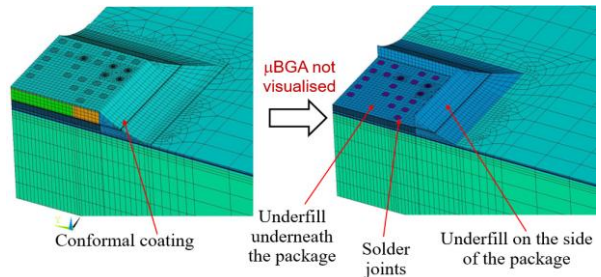 μBGA not
visualised
Conformal coating
Underfill
underneath
the package
Solder
joints
Underfill on the side
of the package